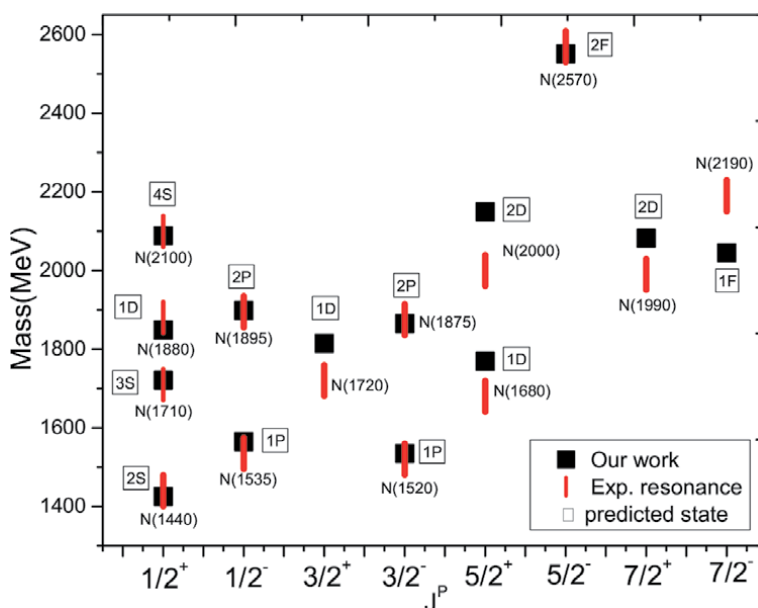 Mass(MeV)
2600
2400
2200
2000
1800
1600
1400
4S
N(2100)
1D
N(1880)
3S
N(1710)
2S
N(1440)
2P
N(1895)
1P
N(1535)
1D
N(1720)
2P
N(1875)
1P
N(1520)
2D
N(2000)
1D
N(1680)
2F
N(2570)
2D
N(1990)
N(2190)
1F
Our work
Exp. resonance
predicted state
1/2⁺ 1/2⁻ 3/2⁺ 3/2⁻ 5/2⁺ 5/2⁻ 7/2⁺ 7/2⁻
Jᴾ